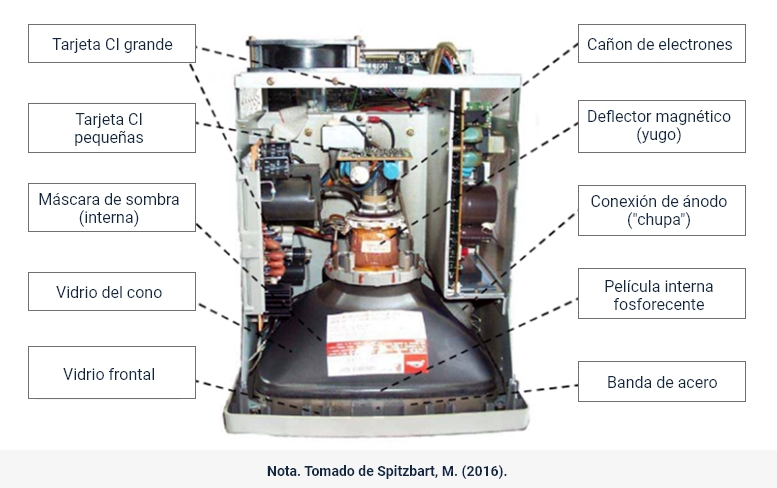 Tarjeta CI grande
Tarjeta CI
pequeñas
Máscara de sombra
(interna)
Vidrio del cono
Vidrio frontal
Cañon de electrones
Deflector magnético
(yugo)
Conexión de ánodo
("chupa")
Película interna
fosforecente
Banda de acero
Nota. Tomado de Spitzbart, M. (2016).